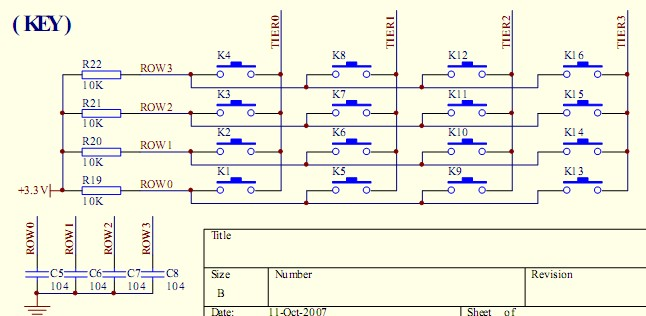 (KEY)
TIER0 TIER1 TIER2 TIER3
K4 K8 K12 K16
R22 ROW3
10K
K3 K7 K11 K15
R21 ROW2
10K
K2 K6 K10 K14
R20 ROW1
10K
K1 K5 K9 K13
R19 ROW0
+3.3V
10K
ROW0 ROW1 ROW2 ROW3
C5 C6 C7 C8
104 104 104 104
Title
Size Number Revision
B
Date: 11-Oct-2007 Sheet of